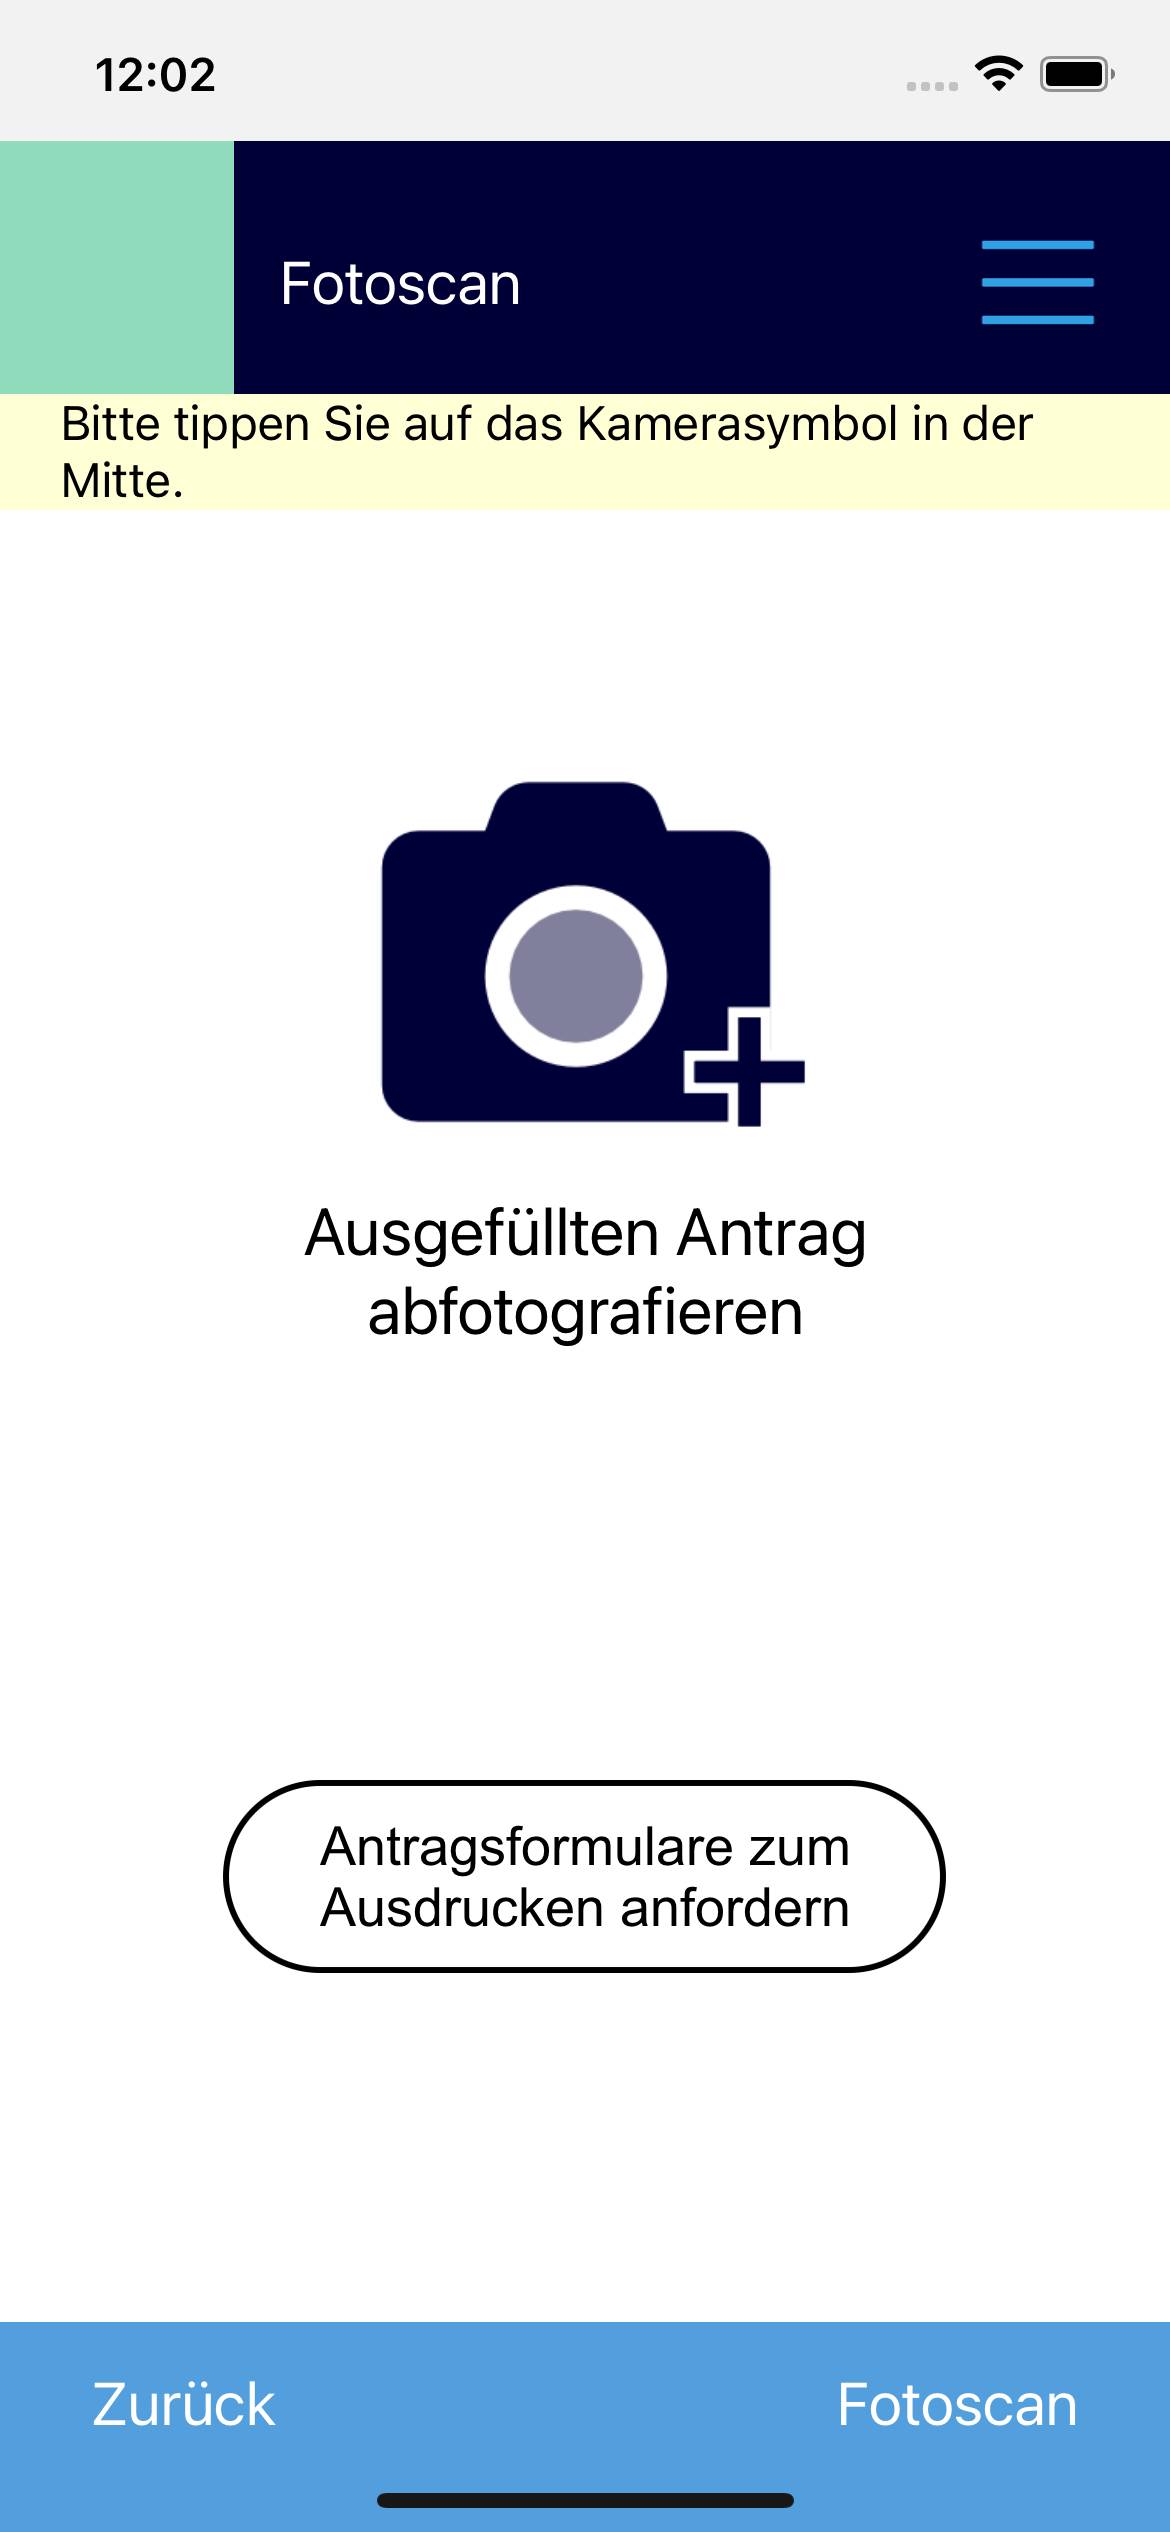 12:02
Fotoscan
Bitte tippen Sie auf das Kamerasymbol in der
Mitte.
Ausgefüllten Antrag
abfotografieren
Antragsformulare zum
Ausdrucken anfordern
Zurück
Fotoscan